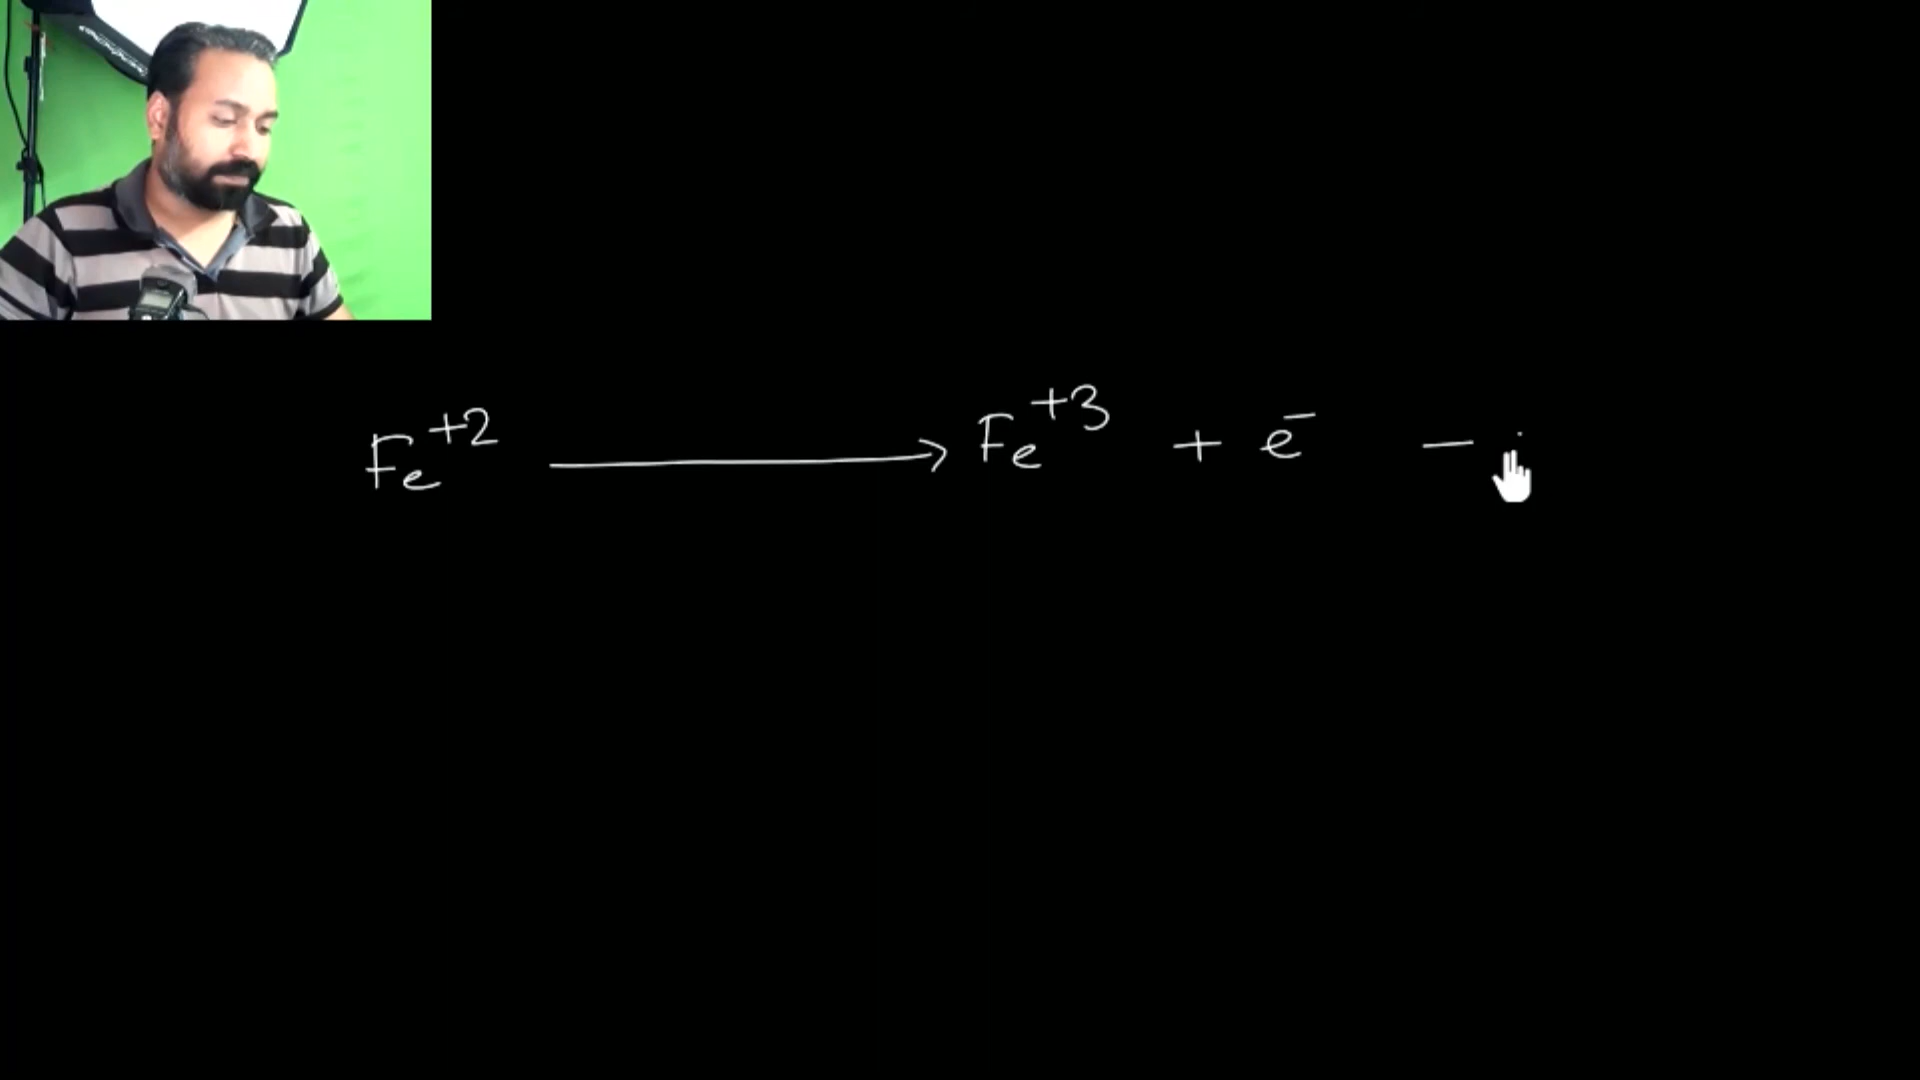 Fe⁺² ⟶ Fe⁺³ + e⁻ –